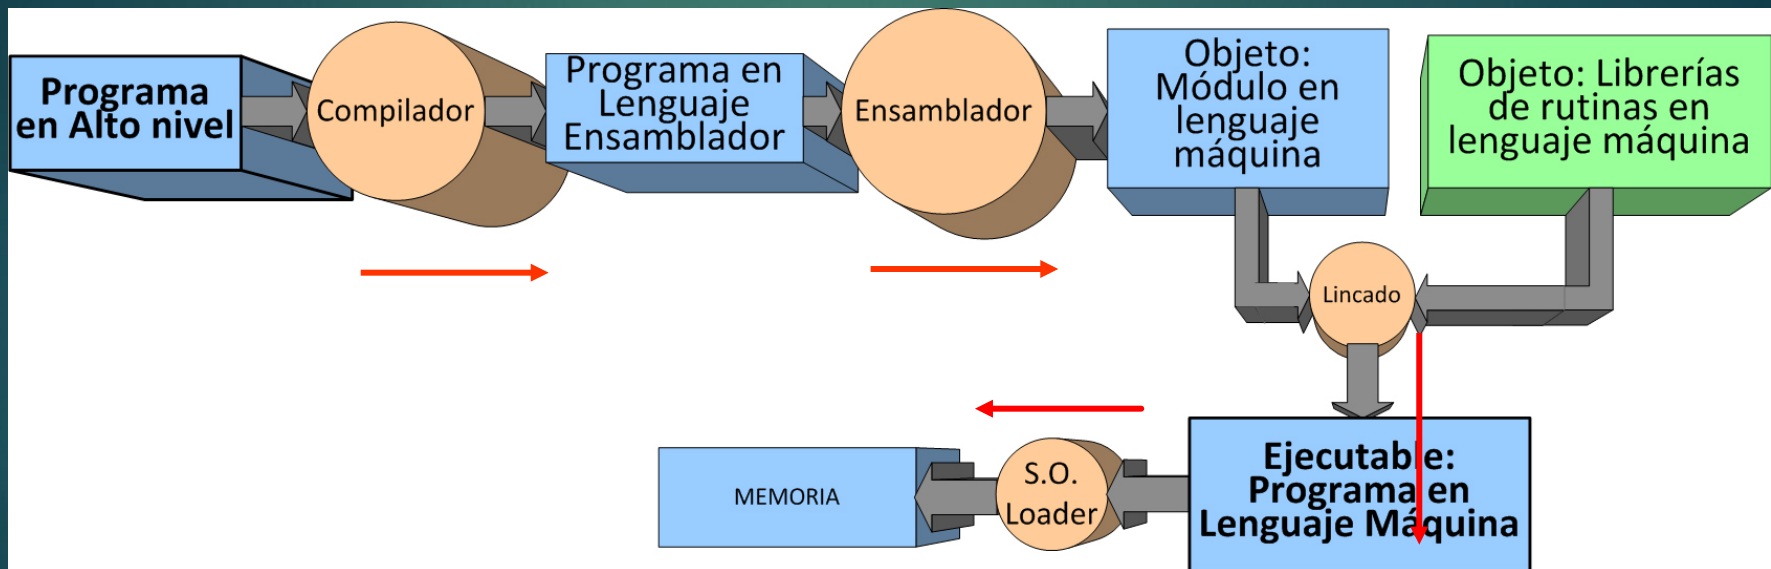 Programa
en Alto nivel
Compilador
Programa en
Lenguaje
Ensamblador
Ensamblador
Objeto:
Módulo en
lenguaje
máquina
Objeto: Librerías
de rutinas en
lenguaje máquina
Lincado
Ejecutable:
Programa en
Lenguaje Máquina
S.O.
Loader
MEMORIA